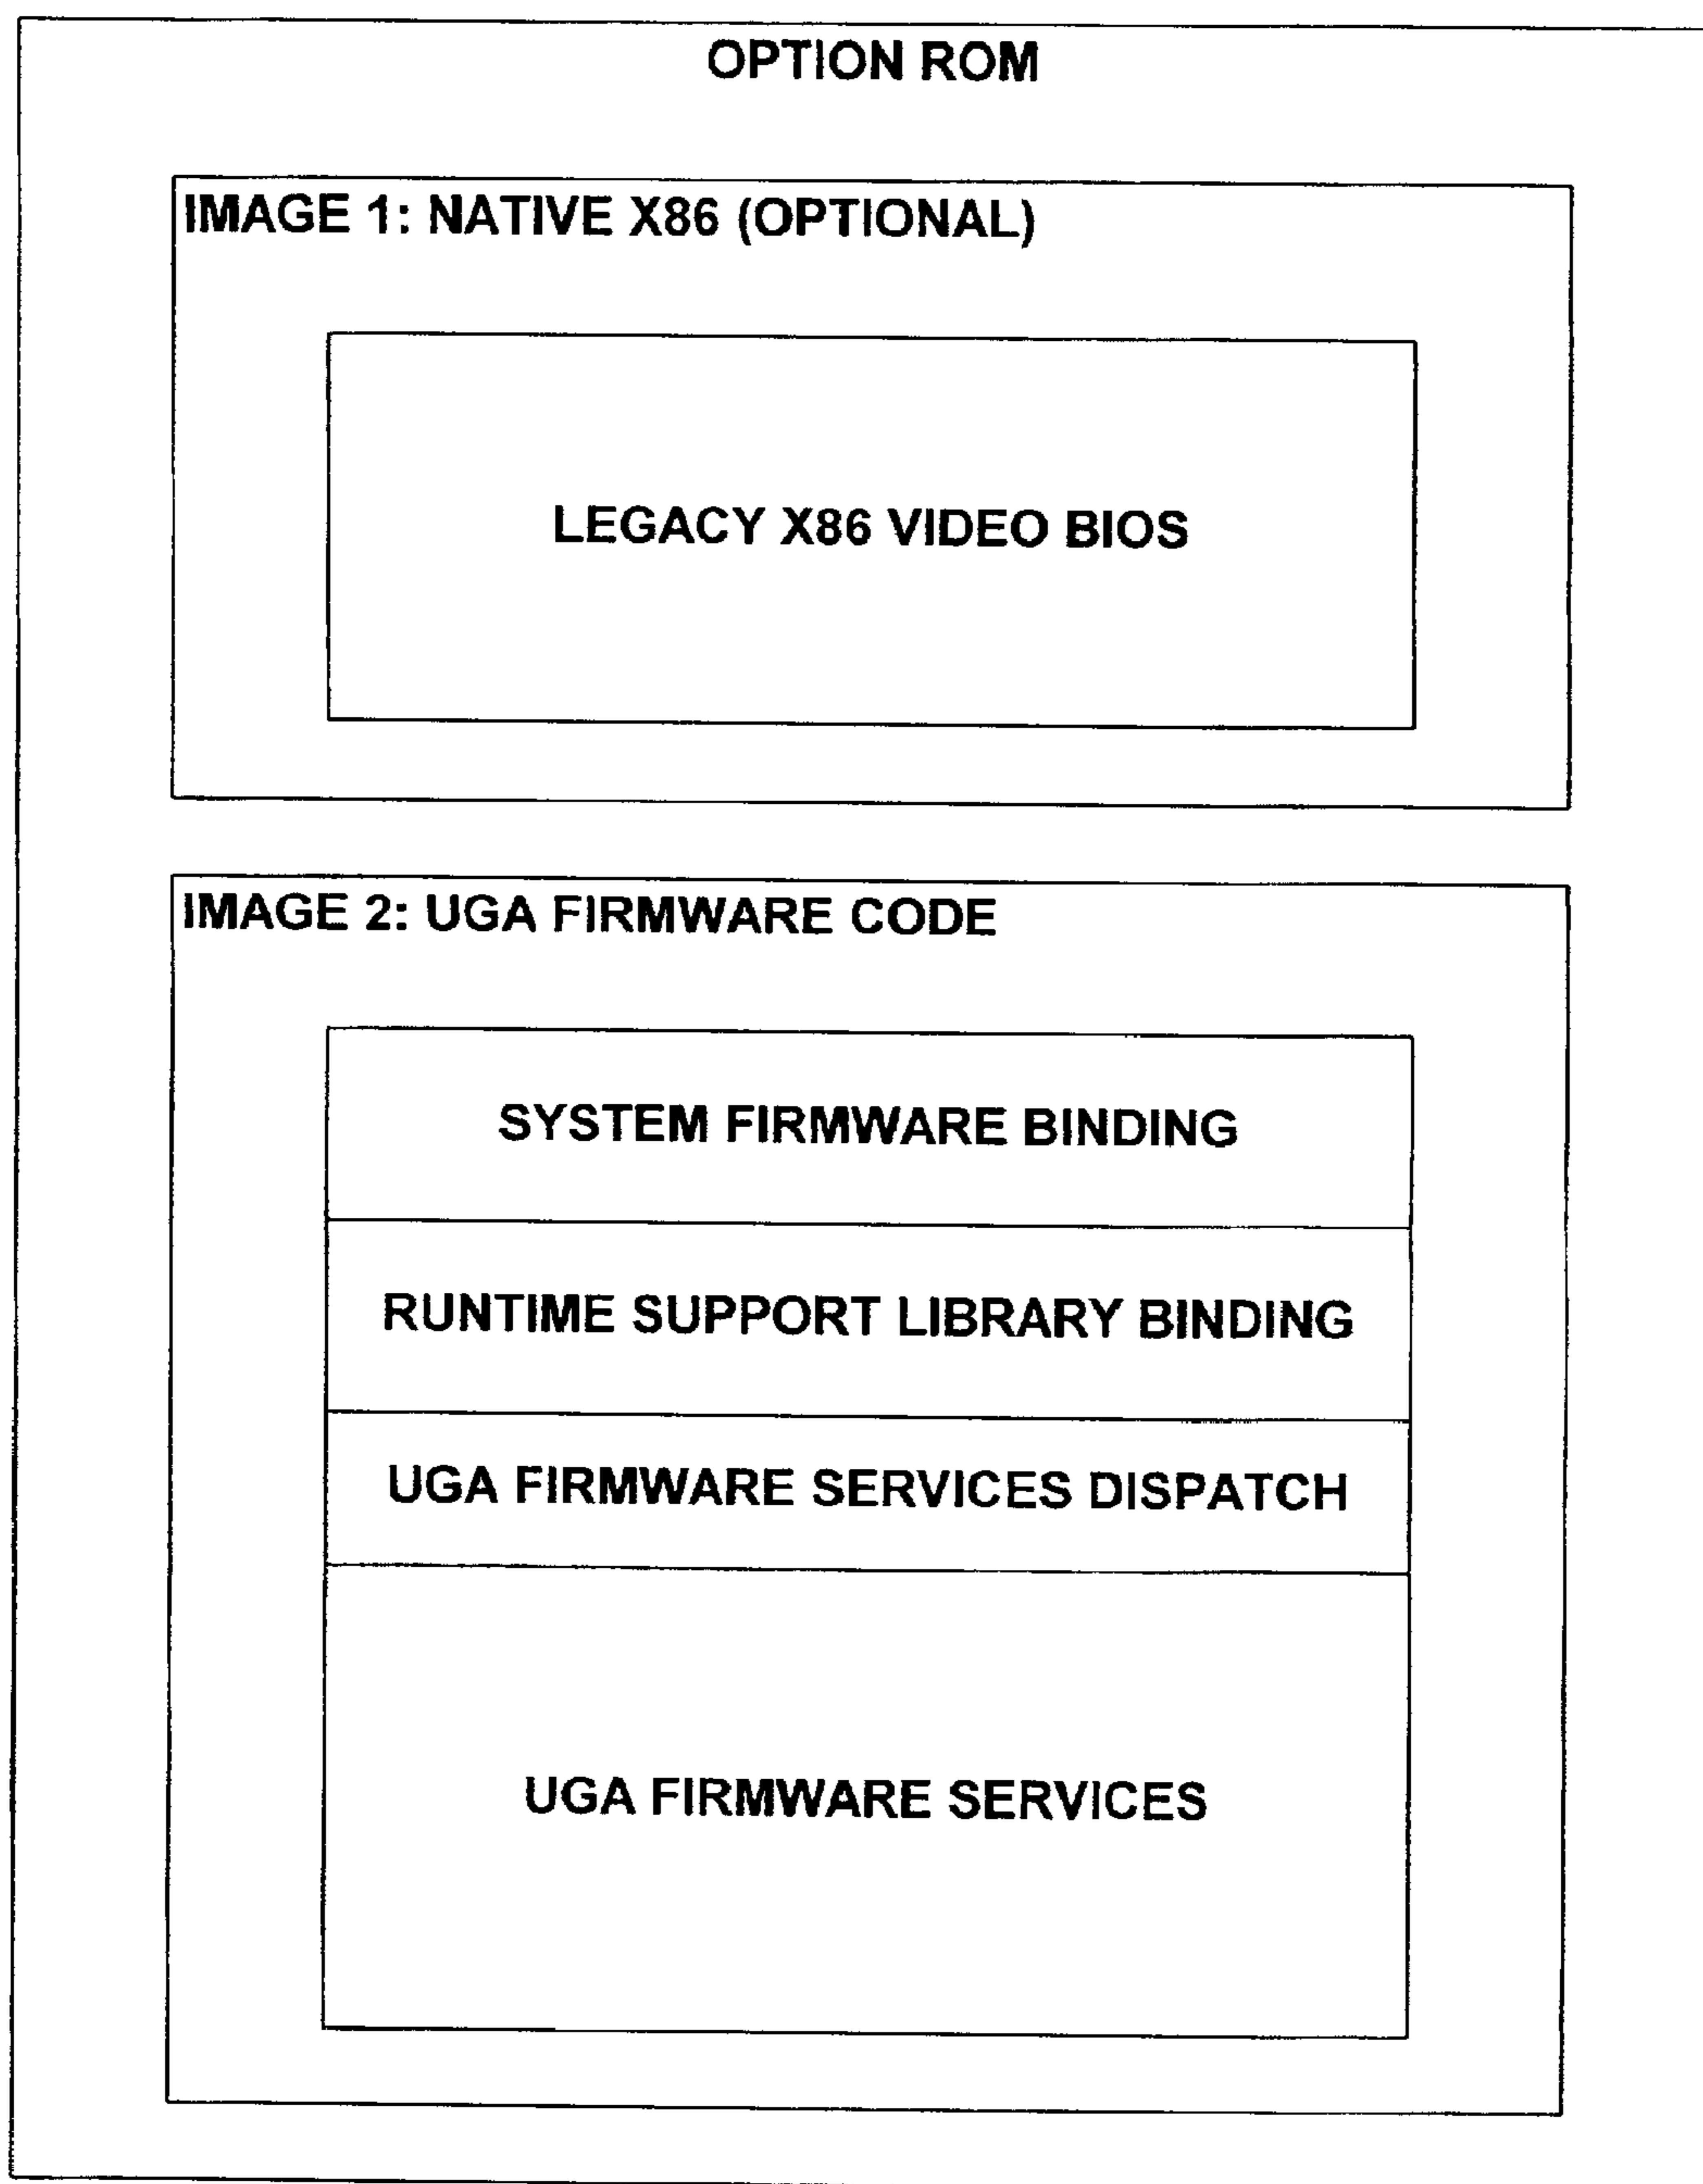 OPTION ROM
IMAGE 1: NATIVE X86 (OPTIONAL)
LEGACY X86 VIDEO BIOS
IMAGE 2: UGA FIRMWARE CODE
SYSTEM FIRMWARE BINDING
RUNTIME SUPPORT LIBRARY BINDING
UGA FIRMWARE SERVICES DISPATCH
UGA FIRMWARE SERVICES